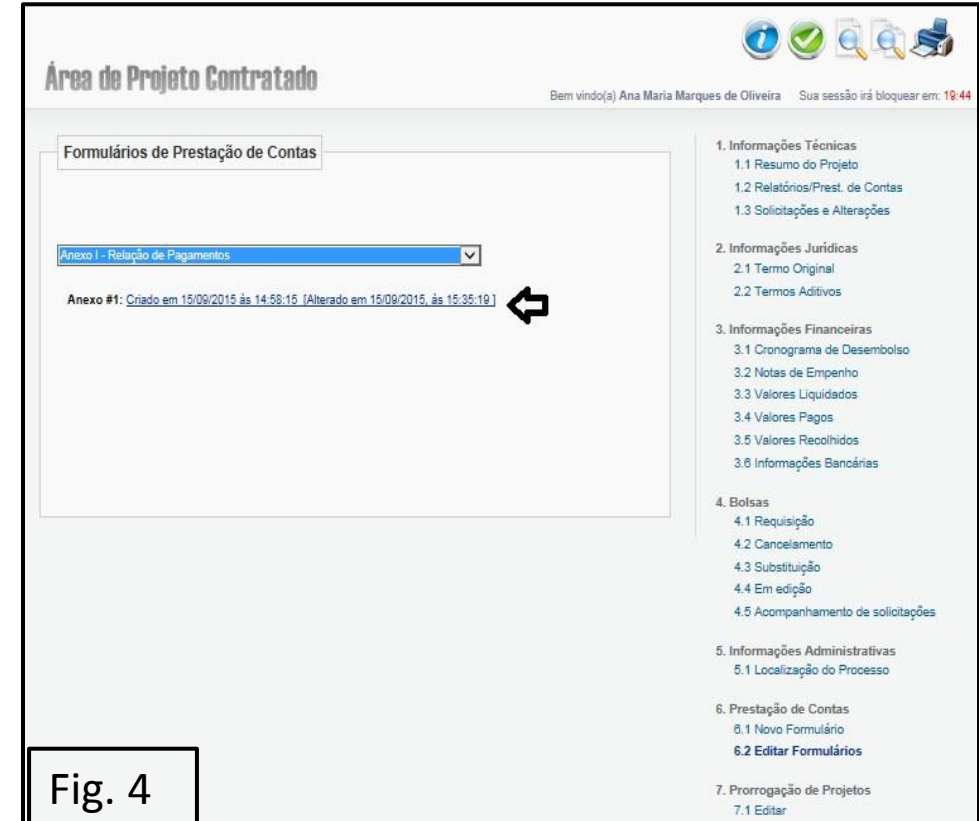 Área de Projeto Contratado
Bem vindo(a) Ana Maria Marques de Oliveira Sua sessão irá bloquear em: 19:44
Formulários de Prestação de Contas
Anexo I - Relação de Pagamentos
Anexo #1: Criado em 15/09/2015 às 14:58:15 [Alterado em 15/09/2015, às 15:35:19 ]
1. Informações Técnicas
1.1 Resumo do Projeto
1.2 Relatórios/Prest. de Contas
1.3 Solicitações e Alterações
2. Informações Jurídicas
2.1 Termo Original
2.2 Termos Aditivos
3. Informações Financeiras
3.1 Cronograma de Desembolso
3.2 Notas de Empenho
3.3 Valores Liquidados
3.4 Valores Pagos
3.5 Valores Recolhidos
3.6 Informações Bancárias
4. Bolsas
4.1 Requisição
4.2 Cancelamento
4.3 Substituição
4.4 Em edição
4.5 Acompanhamento de solicitações
5. Informações Administrativas
5.1 Localização do Processo
6. Prestação de Contas
6.1 Novo Formulário
6.2 Editar Formulários
7. Prorrogação de Projetos
7.1 Editar
Fig. 4